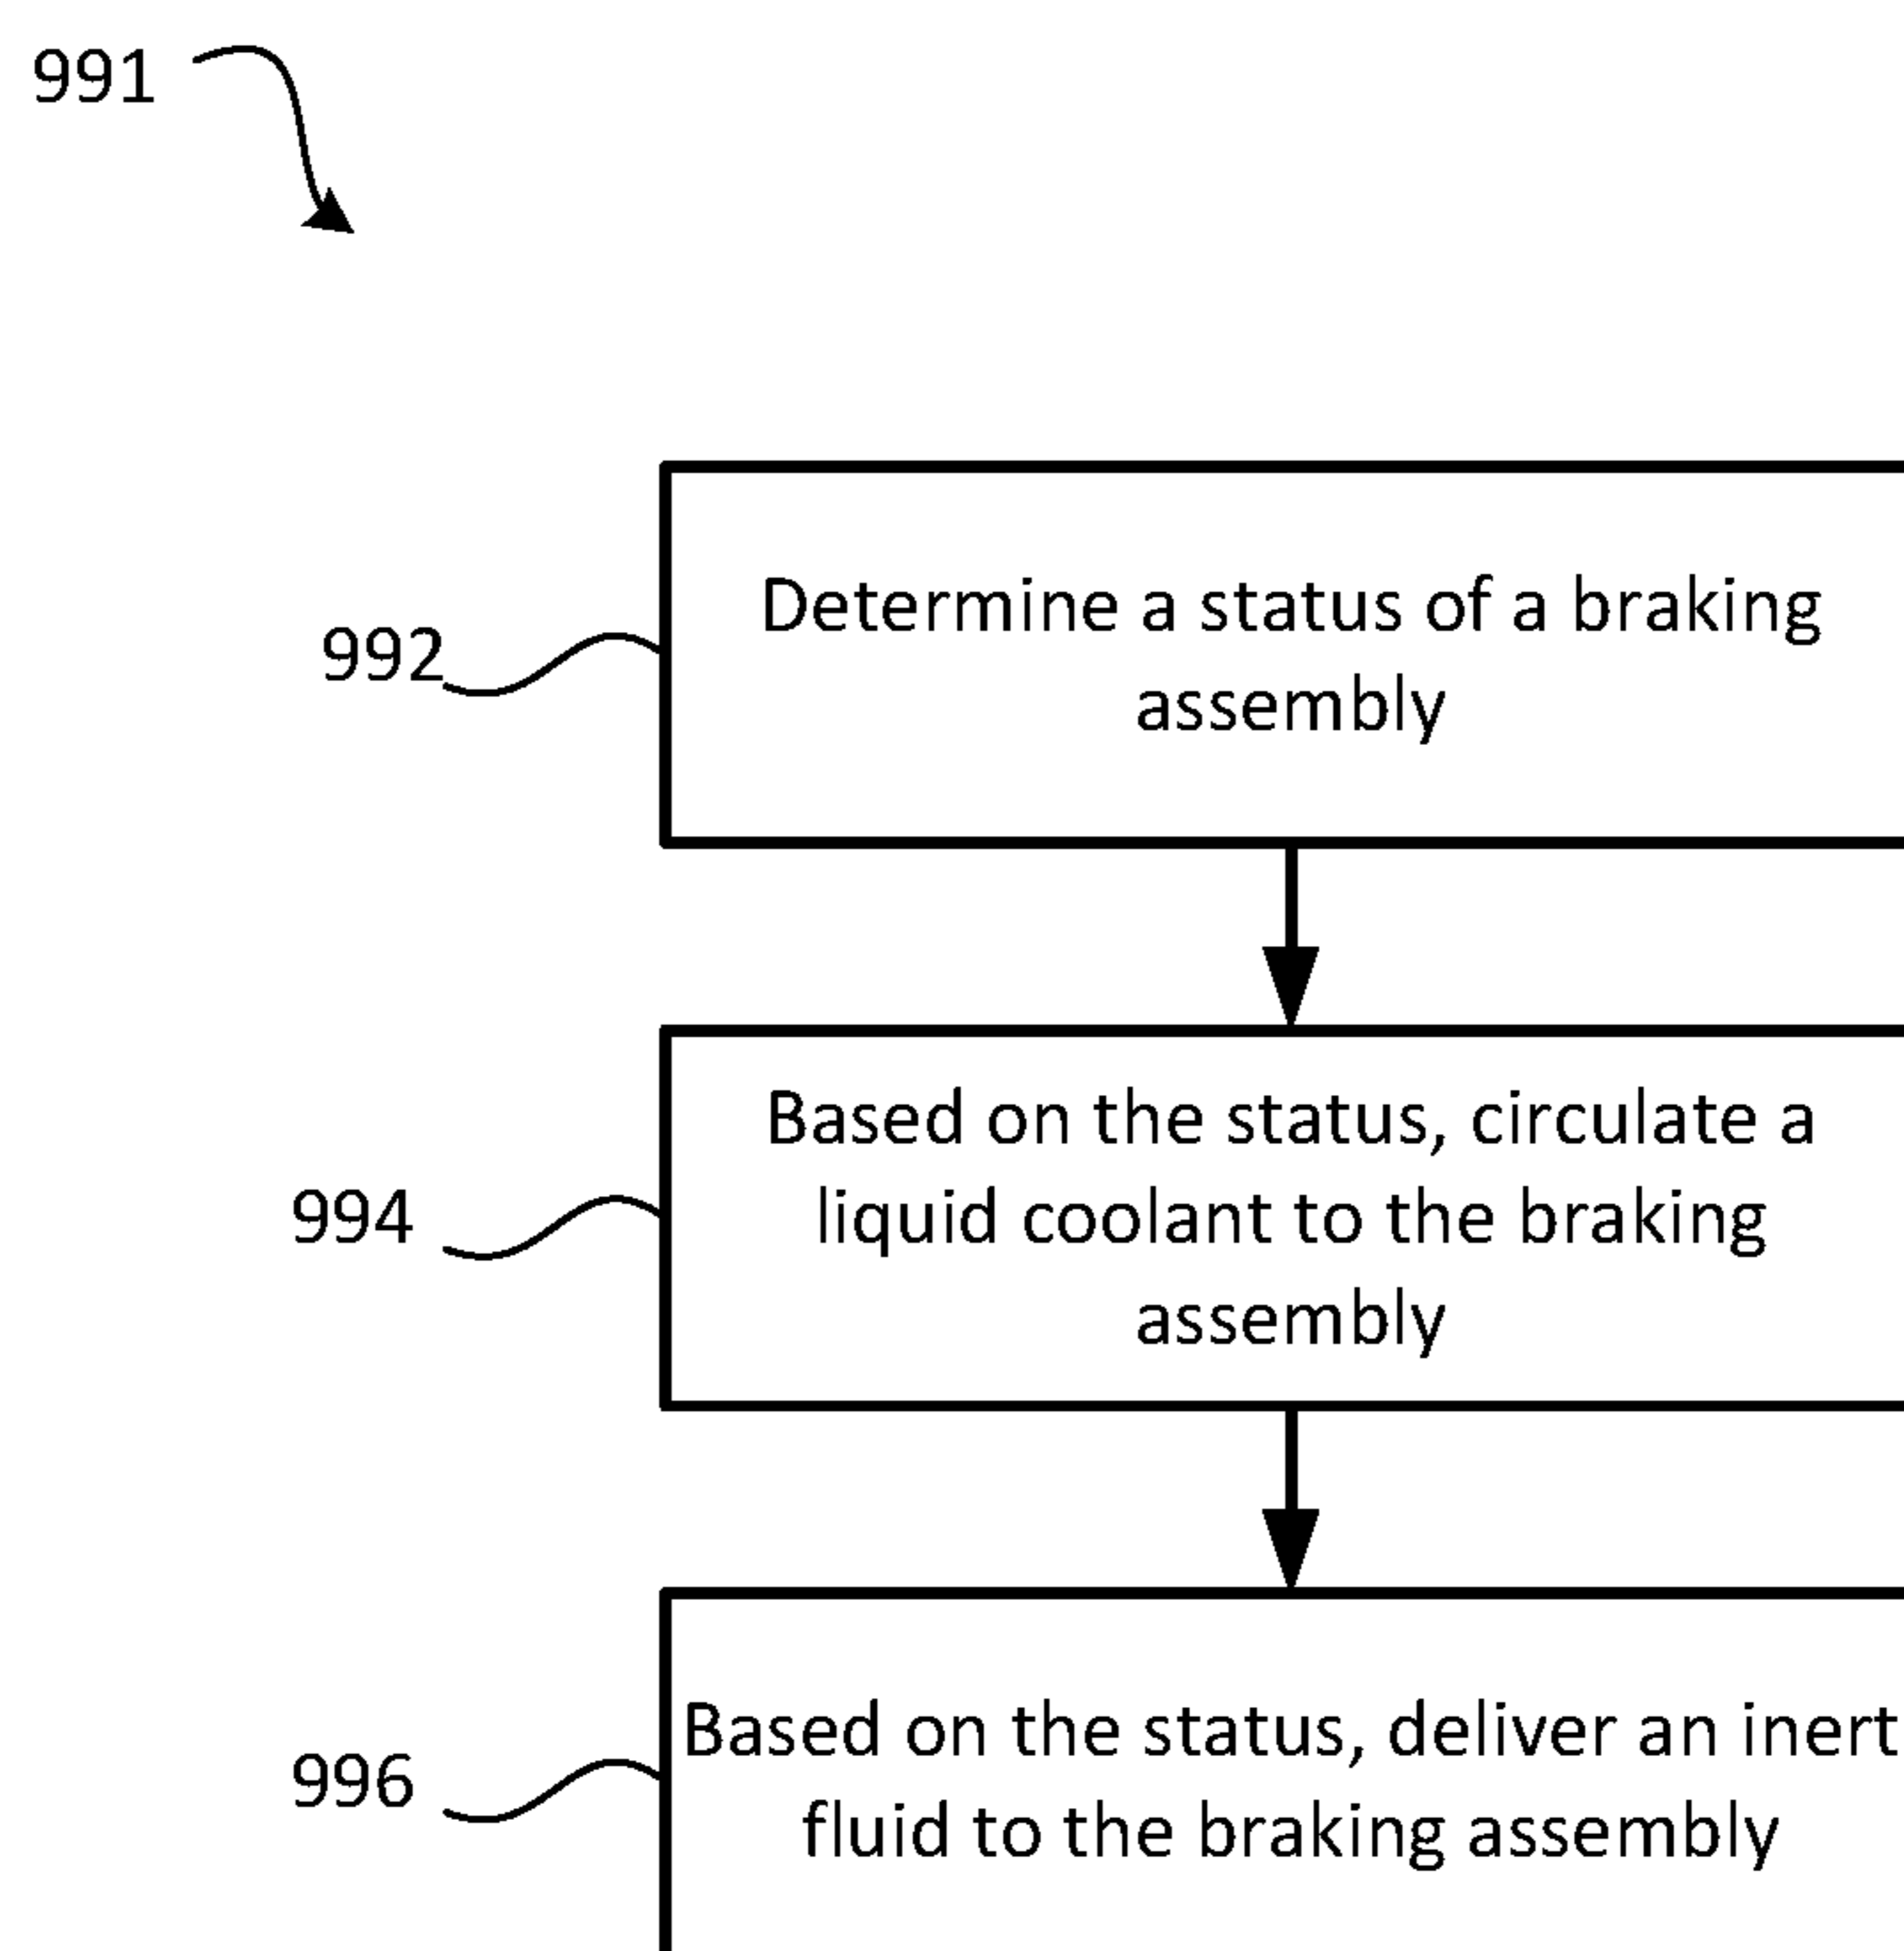 991
992
Determine a status of a braking
assembly
994
Based on the status, circulate a
liquid coolant to the braking
assembly
996
Based on the status, deliver an inert
fluid to the braking assembly